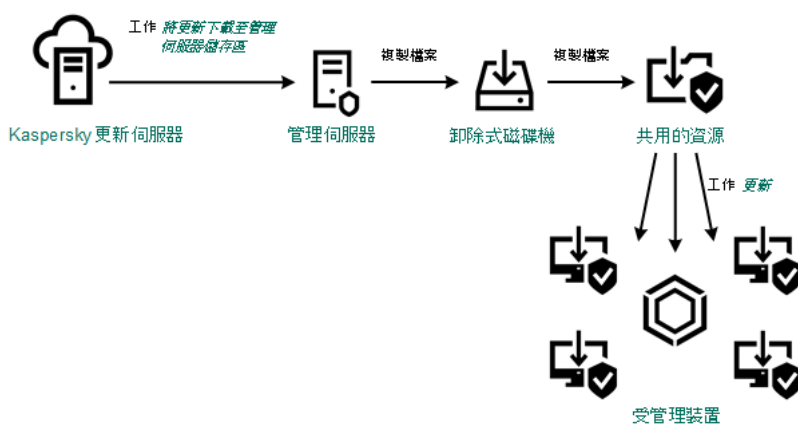 工作 將更新下載至管理
伺服器儲存區
複製檔案
複製檔案
Kaspersky 更新伺服器
管理伺服器
卸除式磁碟機
共用的資源
工作 更新
受管理裝置